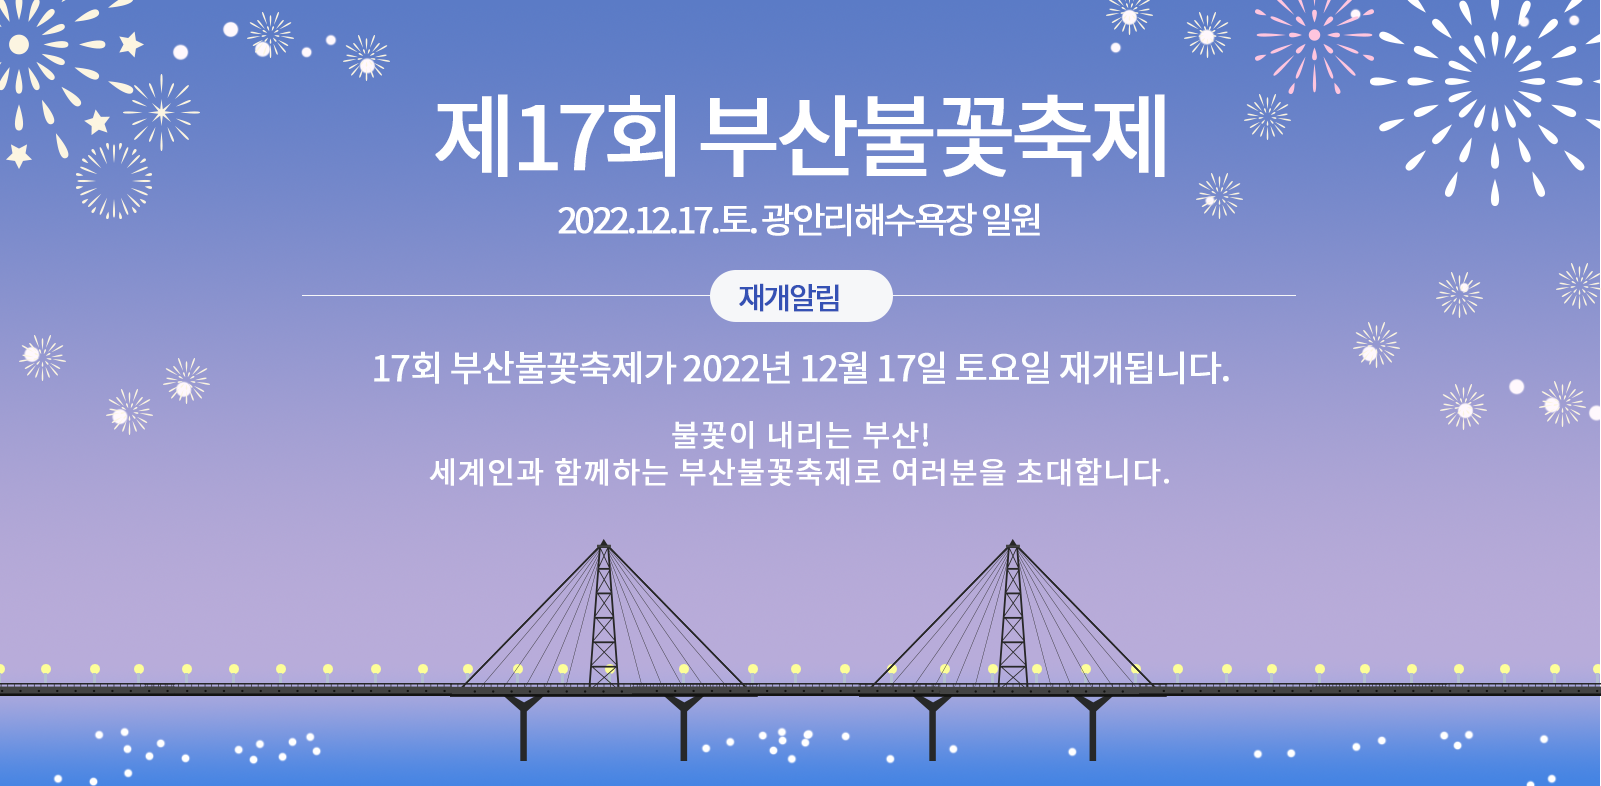 제17회 부산불꽃축제
2022.12.17.토. 광안리해수욕장 일원
재개알림
17회 부산불꽃축제가 2022년 12월 17일 토요일 재개됩니다.
불꽃이 내리는 부산!
세계인과 함께하는 부산불꽃축제로 여러분을 초대합니다.